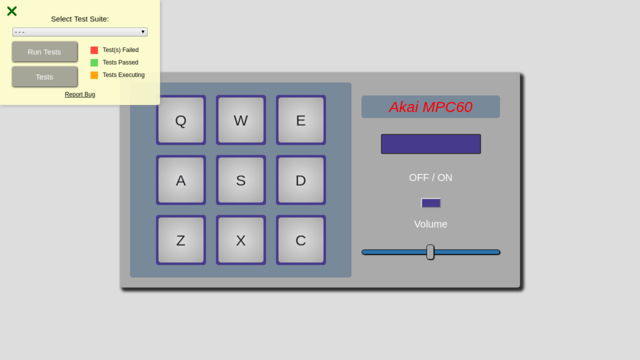 Select Test Suite:
- - -
Run Tests
Test(s) Failed
Tests Passed
Tests
Tests Executing
Report Bug
Q W E
A S D
Z X C
Akai MPC60
OFF / ON
Volume